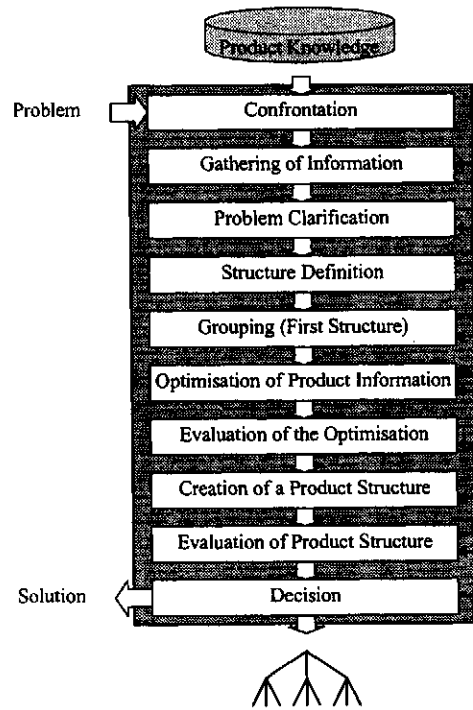 Product Knowledge
Problem
Confrontation
Gathering of Information
Problem Clarification
Structure Definition
Grouping (First Structure)
Optimisation of Product Information
Evaluation of the Optimisation
Creation of a Product Structure
Evaluation of Product Structure
Solution
Decision